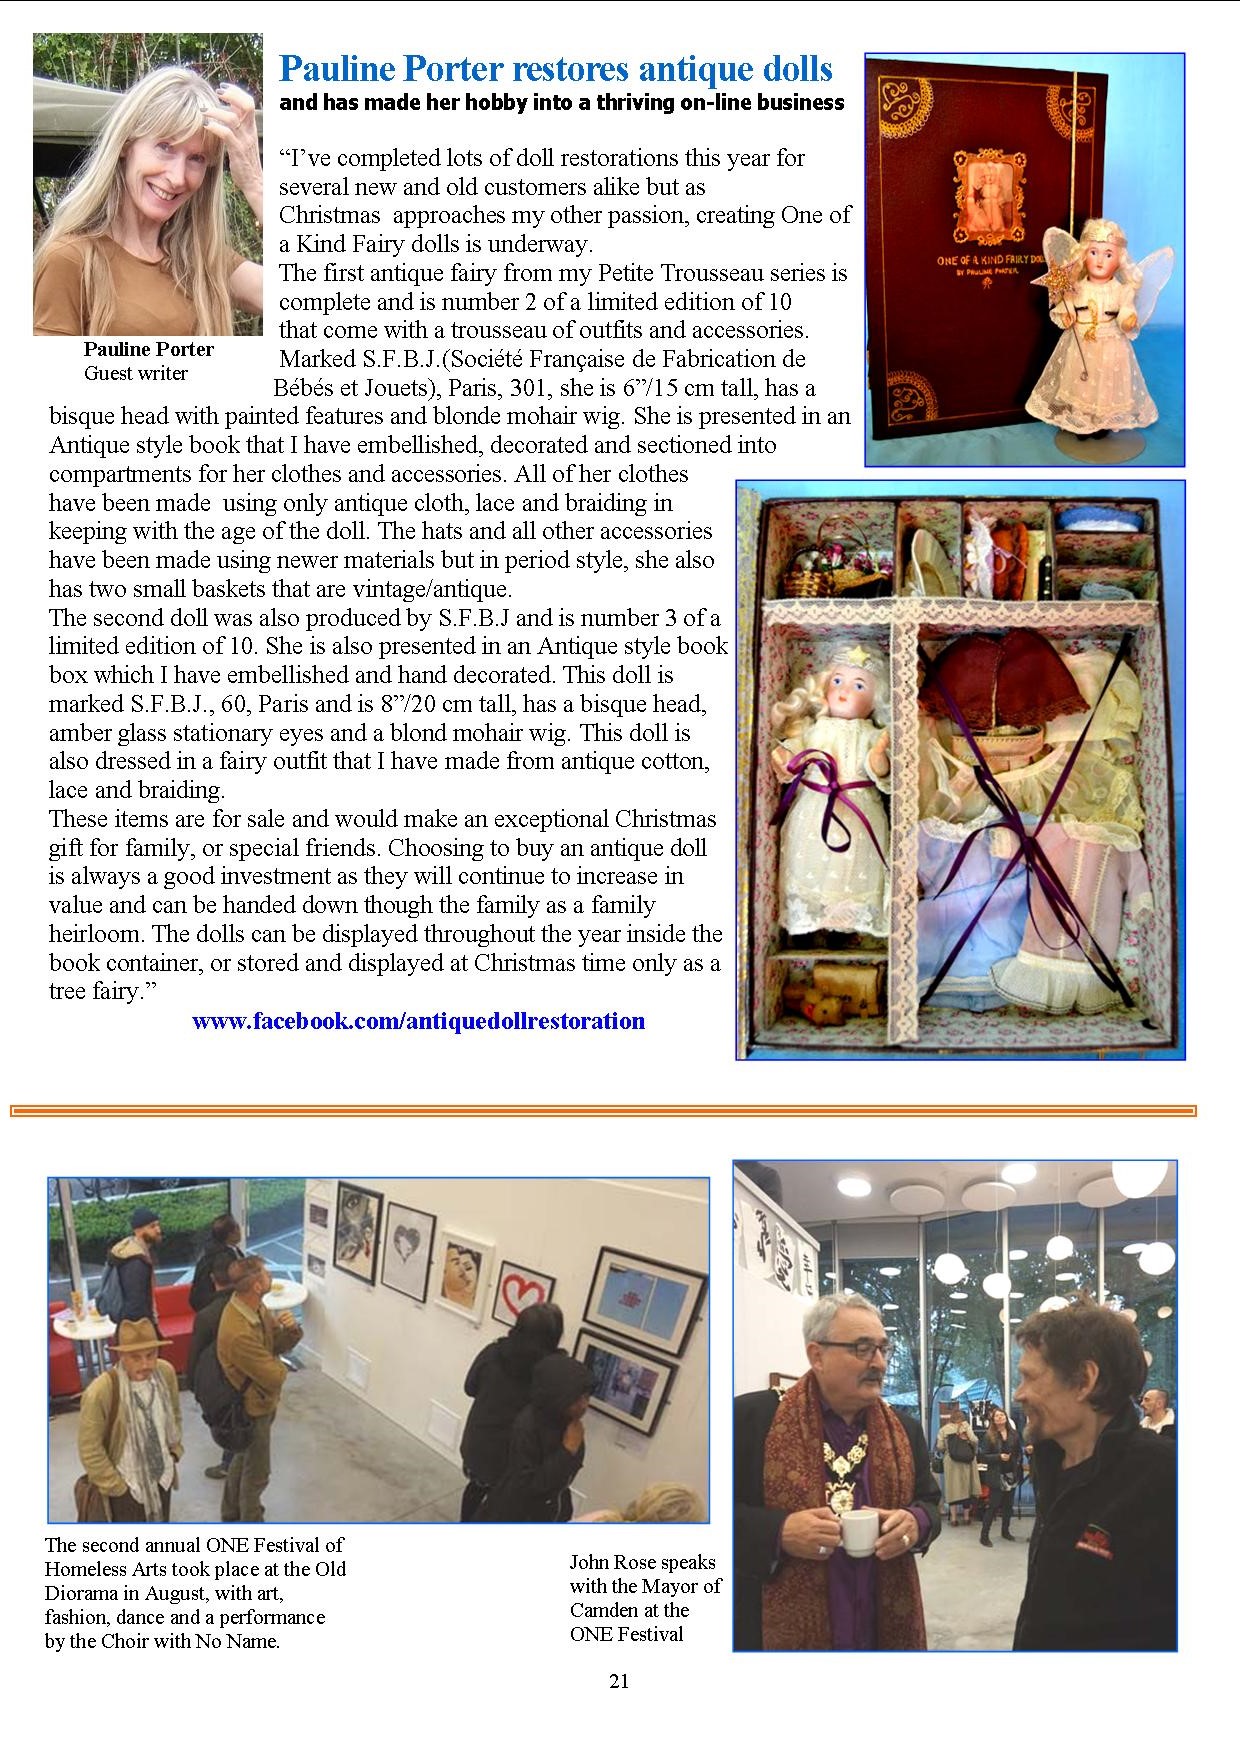 Pauline Porter restores antique dolls
and has made her hobby into a thriving on-line business
“I’ve completed lots of doll restorations this year for
several new and old customers alike but as
Christmas  approaches my other passion, creating One of
a Kind Fairy dolls is underway.
The first antique fairy from my Petite Trousseau series is
complete and is number 2 of a limited edition of 10
that come with a trousseau of outfits and accessories.
Marked S.F.B.J.(Société Française de Fabrication de
Bébés et Jouets), Paris, 301, she is 6”/15 cm tall, has a
bisque head with painted features and blonde mohair wig. She is presented in an
Antique style book that I have embellished, decorated and sectioned into
compartments for her clothes and accessories. All of her clothes
have been made  using only antique cloth, lace and braiding in
keeping with the age of the doll. The hats and all other accessories
have been made using newer materials but in period style, she also
has two small baskets that are vintage/antique.
The second doll was also produced by S.F.B.J and is number 3 of a
limited edition of 10. She is also presented in an Antique style book
box which I have embellished and hand decorated. This doll is
marked S.F.B.J., 60, Paris and is 8”/20 cm tall, has a bisque head,
amber glass stationary eyes and a blond mohair wig. This doll is
also dressed in a fairy outfit that I have made from antique cotton,
lace and braiding.
These items are for sale and would make an exceptional Christmas
gift for family, or special friends. Choosing to buy an antique doll
is always a good investment as they will continue to increase in
value and can be handed down though the family as a family
heirloom. The dolls can be displayed throughout the year inside the
book container, or stored and displayed at Christmas time only as a
tree fairy.”
www.facebook.com/antiquedollrestoration
Pauline Porter
Guest writer
ONE OF A KIND FAIRY DOL
BY PAULINE PORTER
The second annual ONE Festival of
Homeless Arts took place at the Old
Diorama in August, with art,
fashion, dance and a performance
by the Choir with No Name.
John Rose speaks
with the Mayor of
Camden at the
ONE Festival
21